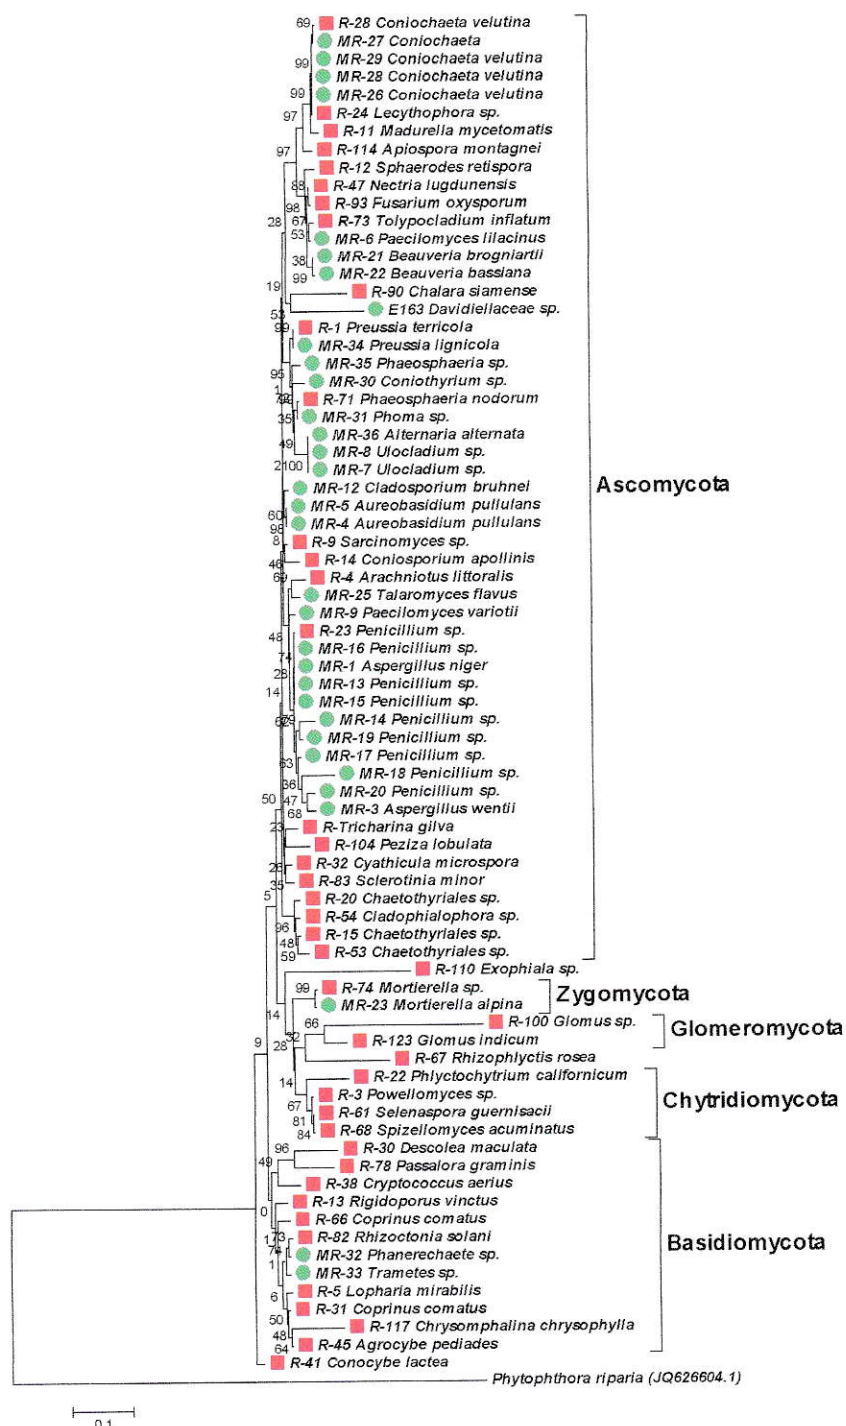 69 R-28 Coniochaeta velutina
MR-27 Coniochaeta
99 MR-29 Coniochaeta velutina
MR-28 Coniochaeta velutina
99 MR-26 Coniochaeta velutina
97 R-24 Lecythophora sp.
R-11 Madurella mycetomatis
97 R-114 Apiospora montagnei
R-12 Sphaerodes retispora
88 R-47 Nectria lugdunensis
98 R-93 Fusarium oxysporum
28 67 R-73 Tolypocladium inflatum
53 MR-6 Paecilomyces lilacinus
38 MR-21 Beauveria brogniartii
99 MR-22 Beauveria bassiana
19 R-90 Chalara siamense
53 E163 Davidiellaceae sp.
99 R-1 Preussia terricola
MR-34 Preussia lignicola
MR-35 Phaeosphaeria sp.
95 MR-30 Coniothyrium sp.
1 R-71 Phaeosphaeria nodorum
35 MR-31 Phoma sp.
MR-36 Alternaria alternata
49 MR-8 Ulocladium sp.
2 100 MR-7 Ulocladium sp.
Ascomycota
MR-12 Cladosporium bruhnei
MR-5 Aureobasidium pullulans
60 MR-4 Aureobasidium pullulans
8 R-9 Sarcinomyces sp.
46 R-14 Coniosporium apollinis
R-4 Arachniotus littoralis
MR-25 Talaromyces flavus
MR-9 Paecilomyces variotii
48 R-23 Penicillium sp.
74 MR-16 Penicillium sp.
28 MR-1 Aspergillus niger
14 MR-13 Penicillium sp.
MR-15 Penicillium sp.
MR-14 Penicillium sp.
MR-19 Penicillium sp.
63 MR-17 Penicillium sp.
36 MR-18 Penicillium sp.
50 47 MR-20 Penicillium sp.
68 MR-3 Aspergillus wentii
23 R-Tricharina gilva
R-104 Peziza lobulata
R-32 Cyathicula microspora
35 R-83 Sclerotinia minor
5 R-20 Chaetothyriales sp.
96 R-54 Cladophialophora sp.
48 R-15 Chaetothyriales sp.
59 R-53 Chaetothyriales sp.
R-110 Exophiala sp.
99 R-74 Mortierella sp.
Zygomycota
MR-23 Mortierella alpina
14 66 R-100 Glomus sp.
Glomeromycota
9 28 32 R-123 Glomus indicum
R-67 Rhizophlyctis rosea
14 R-22 Phlyctochytrium californicum
67 R-3 Powellomyces sp.
Chytridiomycota
81 R-61 Selenaspora guernisacii
84 R-68 Spizellomyces acuminatus
96 R-30 Descolea maculata
49 R-78 Passalora graminis
R-38 Cryptococcus aerius
0 R-13 Rigidoporus vinctus
R-66 Coprinus comatus
1 73 R-82 Rhizoctonia solani
Basidiomycota
MR-32 Phanerechaete sp.
1 MR-33 Trametes sp.
6 R-5 Lopharia mirabilis
R-31 Coprinus comatus
50 R-117 Chrysomphalina chrysophylla
48
64 R-45 Agrocybe pediades
R-41 Conocybe lactea
Phytophthora riparia (JQ626604.1)
0.1